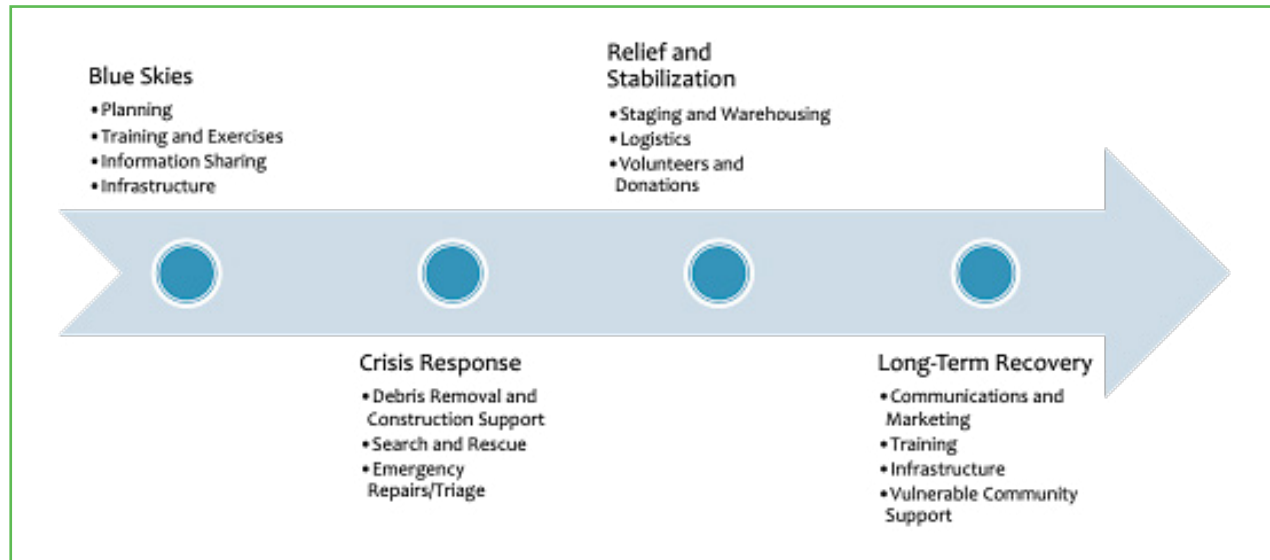 Blue Skies
•Planning
•Training and Exercises
•Information Sharing
•Infrastructure
Crisis Response
•Debris Removal and
Construction Support
•Search and Rescue
•Emergency
Repairs/Triage
Relief and
Stabilization
•Staging and Warehousing
•Logistics
•Volunteers and
Donations
Long-Term Recovery
•Communications and
Marketing
•Training
•Infrastructure
•Vulnerable Community
Support